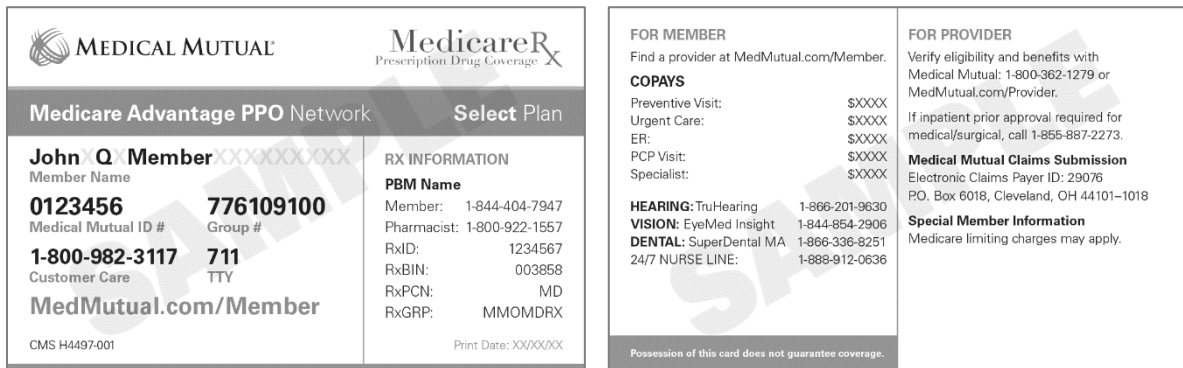 MEDICAL MUTUAL®
MedicareRx
Prescription Drug Coverage
Medicare Advantage PPO Network
Select Plan
JohnXQXMemberXXXXXXXXX
Member Name
0123456 776109100
Medical Mutual ID # Group #
1-800-982-3117 711
Customer Care TTY
MedMutual.com/Member
CMS H4497-001
RX INFORMATION
PBM Name
Member: 1-844-404-7947
Pharmacist: 1-800-922-1557
RxID: 1234567
RxBIN: 003858
RxPCN: MD
RxGRP: MMOMDRX
Print Date: XX/XX/XX
SAMPLE
FOR MEMBER
Find a provider at MedMutual.com/Member.
COPAYS
Preventive Visit: $XXXX
Urgent Care: $XXXX
ER: $XXXX
PCP Visit: $XXXX
Specialist: $XXXX
HEARING: TruHearing 1-866-201-9630
VISION: EyeMed Insight 1-844-854-2906
DENTAL: SuperDental MA 1-866-336-8251
24/7 NURSE LINE: 1-888-912-0636
Possession of this card does not guarantee coverage.
FOR PROVIDER
Verify eligibility and benefits with
Medical Mutual: 1-800-362-1279 or
MedMutual.com/Provider.
If inpatient prior approval required for
medical/surgical, call 1-855-887-2273.
Medical Mutual Claims Submission
Electronic Claims Payer ID: 29076
P.O. Box 6018, Cleveland, OH 44101–1018
Special Member Information
Medicare limiting charges may apply.
SAMPLE